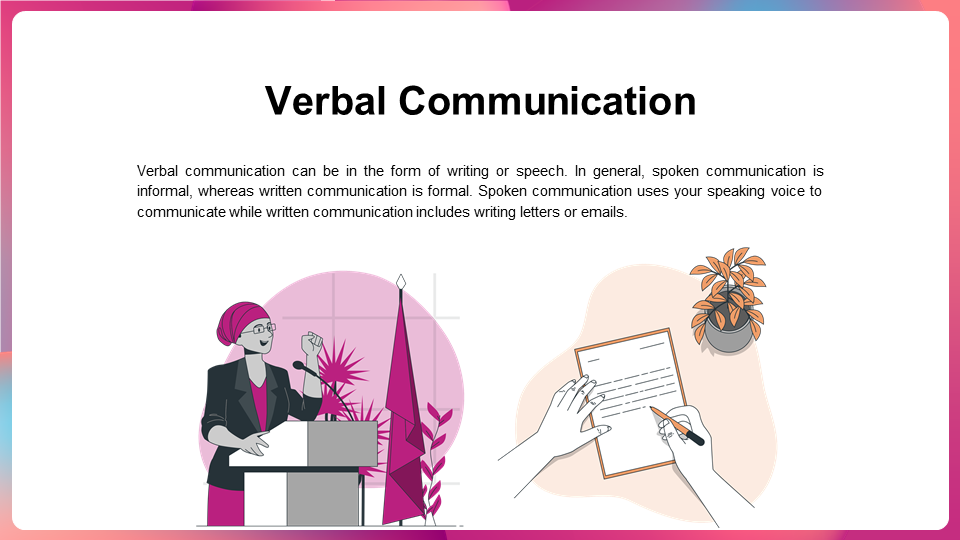 Verbal Communication
Verbal communication can be in the form of writing or speech. In general, spoken communication is
informal, whereas written communication is formal. Spoken communication uses your speaking voice to
communicate while written communication includes writing letters or emails.